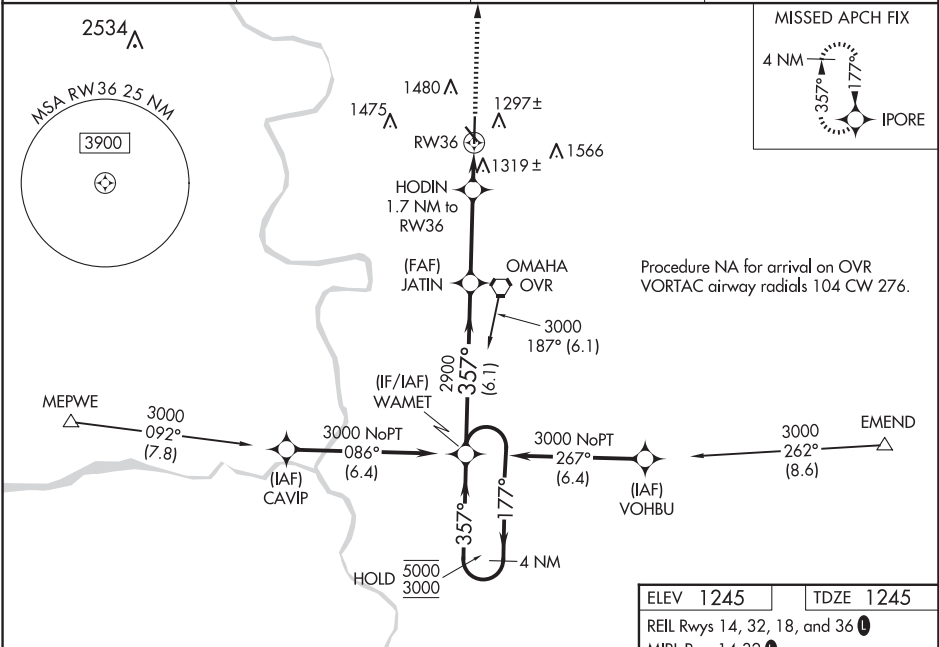 2534
MSA RW36 25 NM
3900
MISSED APCH FIX
4 NM
357°
177°
IPORE
1480
1475
1297±
RW36
1566
1319±
HODIN
1.7 NM to
RW36
(FAF)
JATIN
OMAHA
OVR
Procedure NA for arrival on OVR
VORTAC airway radials 104 CW 276.
3000
187° (6.1)
2900
357°
(6.1)
(IF/IAF)
WAMET
MEPWE
3000
092°
(7.8)
(IAF)
CAVIP
3000 NoPT
086°
(6.4)
3000 NoPT
267°
(6.4)
(IAF)
VOHBU
3000
262°
(8.6)
EMEND
357°
177°
4 NM
HOLD
5000
3000
ELEV 1245
TDZE 1245
REIL Rwys 14, 32, 18, and 36 L